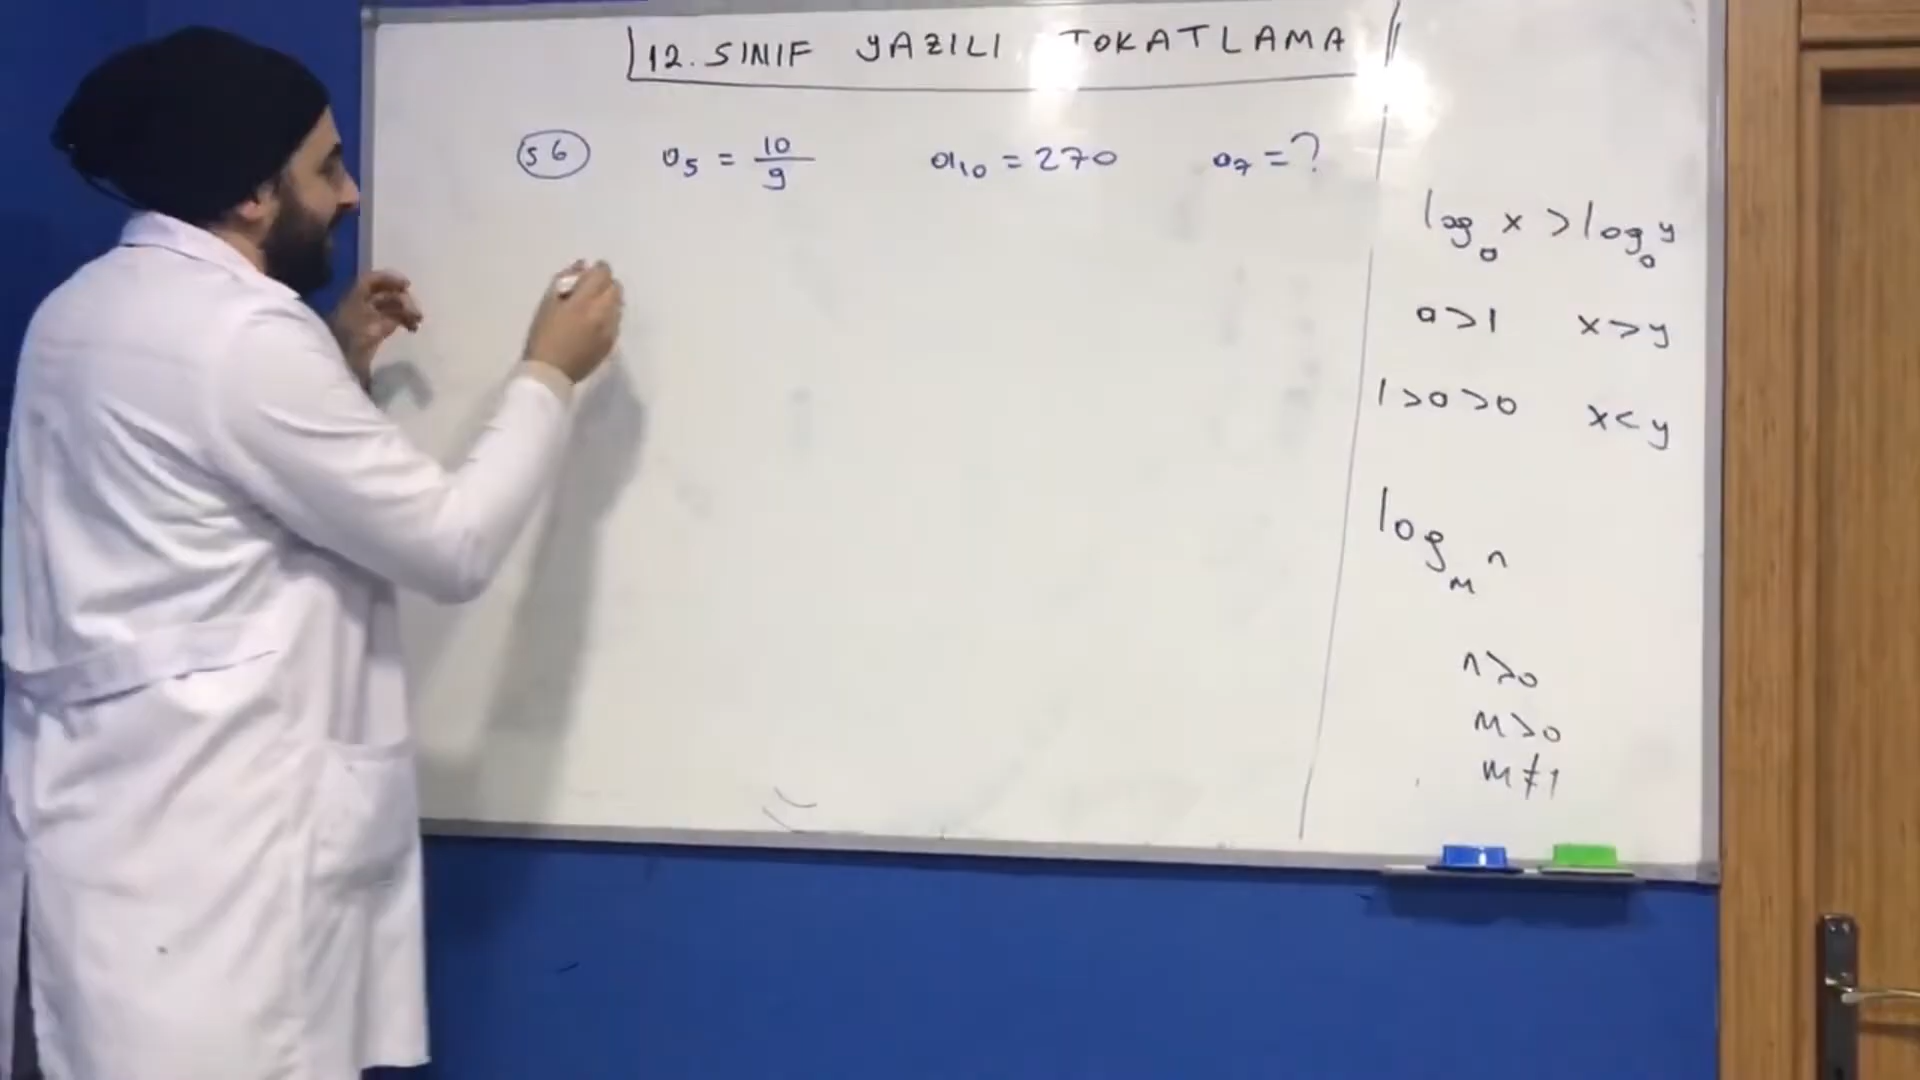 12. SINIF YAZILI TOKATLAMA
56 a₅ = 10/9 a₁₀ = 270 a₇ = ?
logₐ x > logₐ y
a > 1 x > y
1 > a > 0 x < y
logₘ n
n > 0
m > 0
m ≠ 1